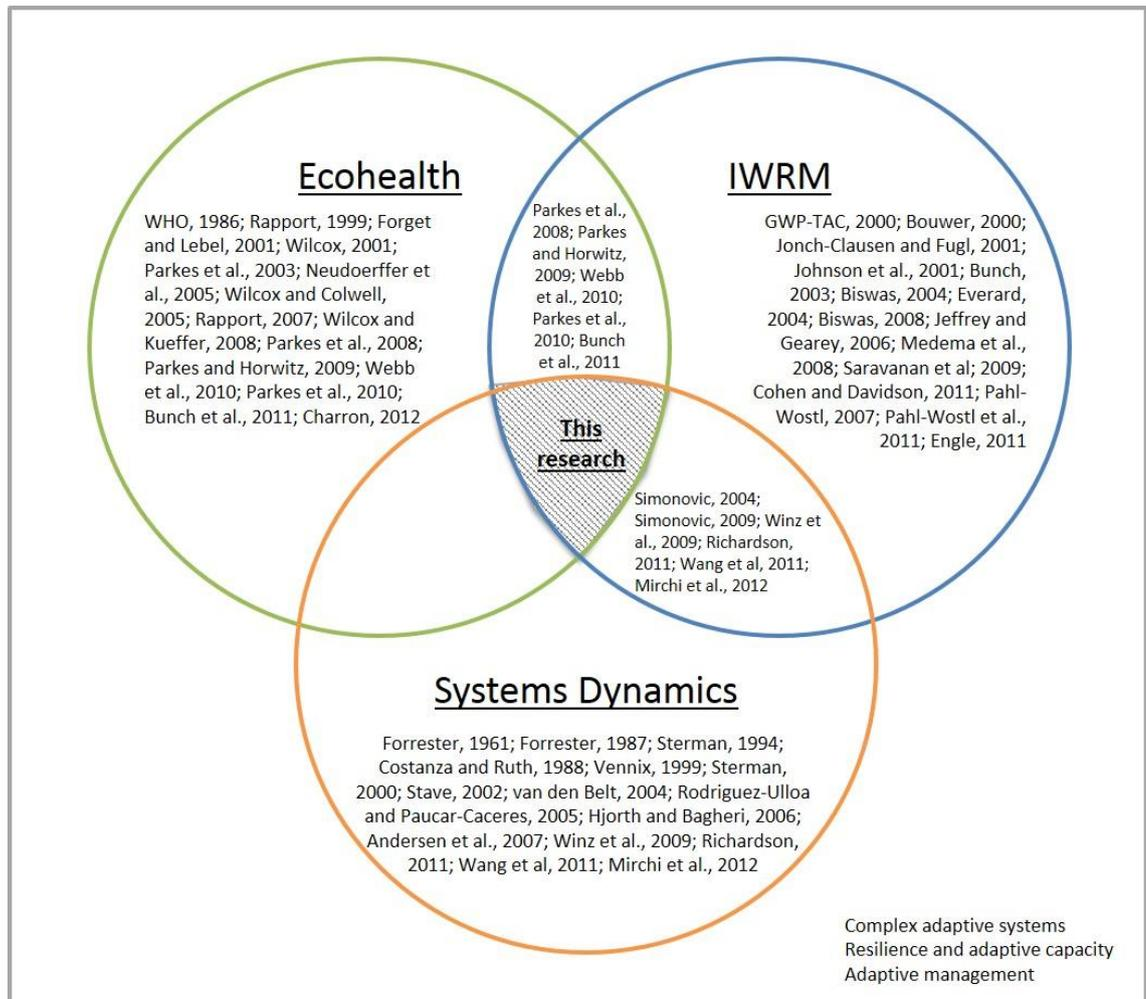 Ecohealth
WHO, 1986; Rapport, 1999; Forget
and Lebel, 2001; Wilcox, 2001;
Parkes et al., 2003; Neudoerffer et
al., 2005; Wilcox and Colwell,
2005; Rapport, 2007; Wilcox and
Kueffer, 2008; Parkes et al., 2008;
Parkes and Horwitz, 2009; Webb
et al., 2010; Parkes et al., 2010;
Bunch et al., 2011; Charron, 2012
Parkes et al.,
2008; Parkes
and Horwitz,
2009; Webb
et al., 2010;
Parkes et al.,
2010; Bunch
et al., 2011
IWRM
GWP-TAC, 2000; Bouwer, 2000;
Jonch-Clausen and Fugl, 2001;
Johnson et al., 2001; Bunch,
2003; Biswas, 2004; Everard,
2004; Biswas, 2008; Jeffrey and
Gearey, 2006; Medema et al.,
2008; Saravanan et al; 2009;
Cohen and Davidson, 2011; Pahl-
Wostl, 2007; Pahl-Wostl et al.,
2011; Engle, 2011
This
research
Simonovic, 2004;
Simonovic, 2009; Winz et
al., 2009; Richardson,
2011; Wang et al, 2011;
Mirchi et al., 2012
Systems Dynamics
Forrester, 1961; Forrester, 1987; Sterman, 1994;
Costanza and Ruth, 1988; Vennix, 1999; Sterman,
2000; Stave, 2002; van den Belt, 2004; Rodriguez-Ulloa
and Paucar-Caceres, 2005; Hjorth and Bagheri, 2006;
Andersen et al., 2007; Winz et al., 2009; Richardson,
2011; Wang et al, 2011; Mirchi et al., 2012
Complex adaptive systems
Resilience and adaptive capacity
Adaptive management